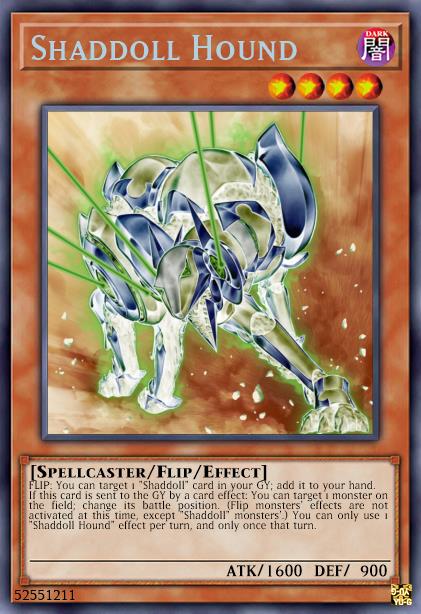 Shaddoll Hound
DARK
闇
[Spellcaster/Flip/Effect]
FLIP: You can target 1 "Shaddoll" card in your GY; add it to your hand.
If this card is sent to the GY by a card effect: You can target 1 monster on
the field; change its battle position. (Flip monsters' effects are not
activated at this time, except "Shaddoll" monsters'.) You can only use 1
"Shaddoll Hound" effect per turn, and only once that turn.
ATK/1600 DEF/ 900
52551211